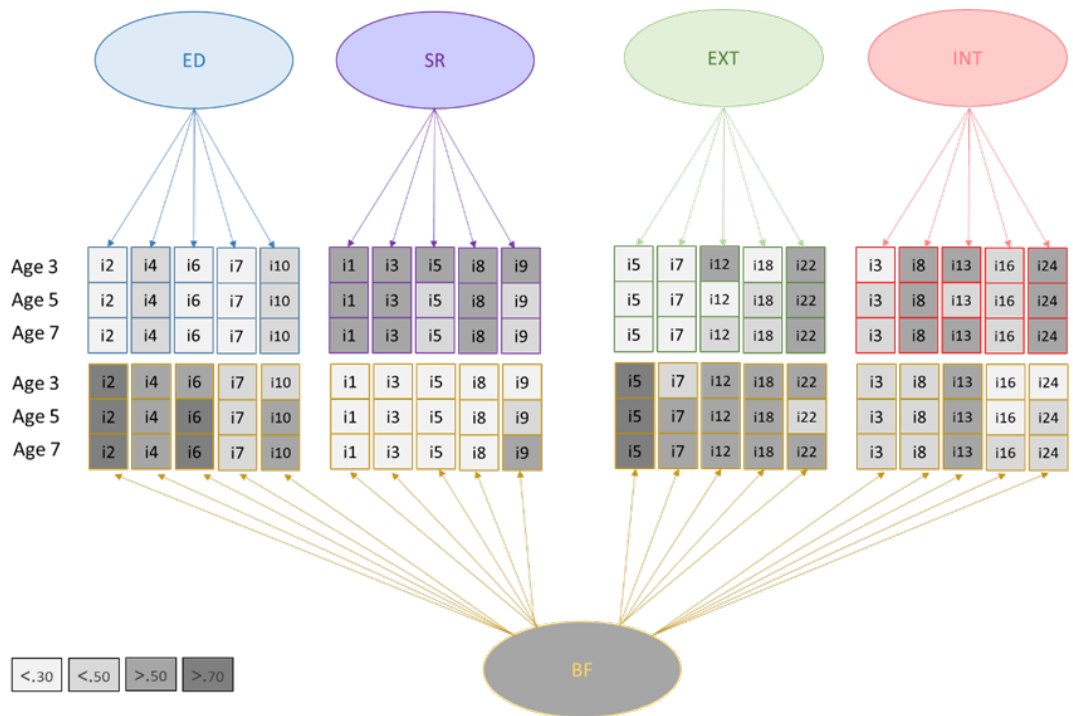 ED SR EXT INT
Age 3 i2 i4 i6 i7 i10 i1 i3 i5 i8 i9 i5 i7 i12 i18 i22 i3 i8 i13 i16 i24
Age 5 i2 i4 i6 i7 i10 i1 i3 i5 i8 i9 i5 i7 i12 i18 i22 i3 i8 i13 i16 i24
Age 7 i2 i4 i6 i7 i10 i1 i3 i5 i8 i9 i5 i7 i12 i18 i22 i3 i8 i13 i16 i24
Age 3 i2 i4 i6 i7 i10 i1 i3 i5 i8 i9 i5 i7 i12 i18 i22 i3 i8 i13 i16 i24
Age 5 i2 i4 i6 i7 i10 i1 i3 i5 i8 i9 i5 i7 i12 i18 i22 i3 i8 i13 i16 i24
Age 7 i2 i4 i6 i7 i10 i1 i3 i5 i8 i9 i5 i7 i12 i18 i22 i3 i8 i13 i16 i24
BF
<.30 <.50 >.50 >.70